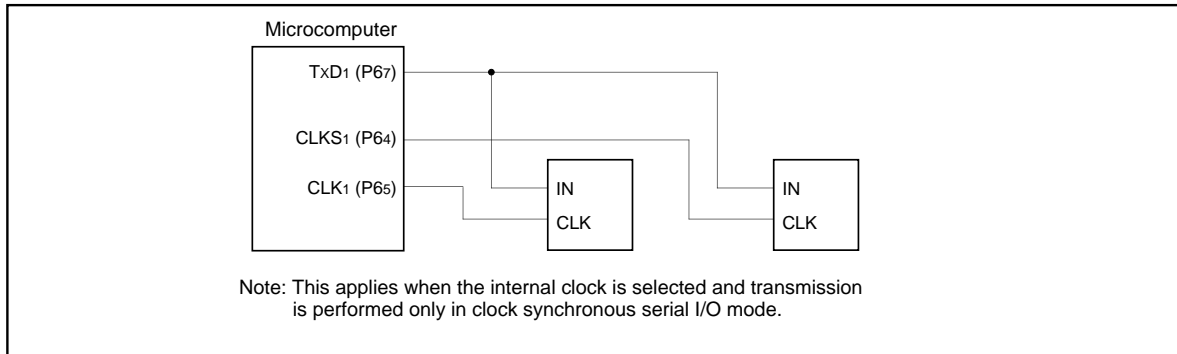 Microcomputer
TXD1 (P67)
CLKS1 (P64)
CLK1 (P65)
IN
CLK
IN
CLK
Note: This applies when the internal clock is selected and transmission
is performed only in clock synchronous serial I/O mode.